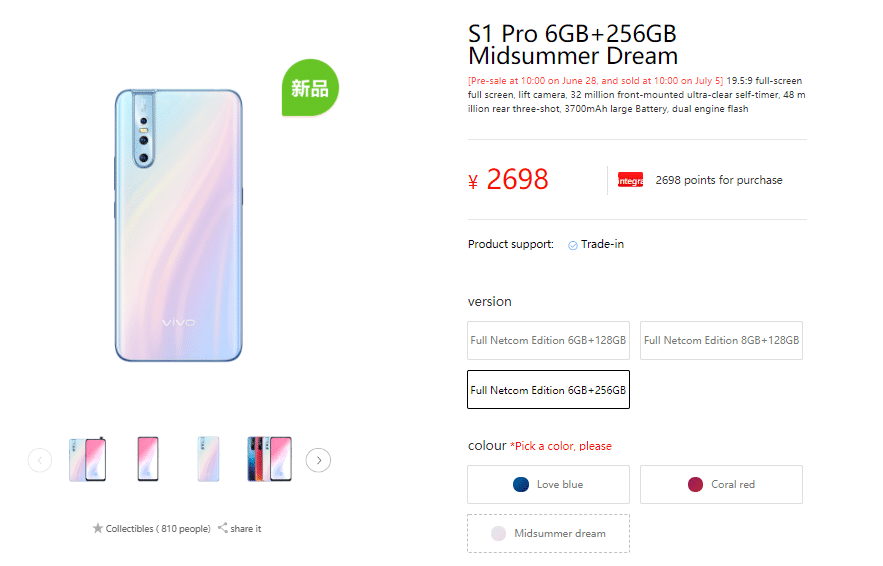 S1 Pro 6GB+256GB
Midsummer Dream
[Pre-sale at 10:00 on June 28, and sold at 10:00 on July 5] 19.5:9 full-screen
full screen, lift camera, 32 million front-mounted ultra-clear self-timer, 48 m
illion rear three-shot, 3700mAh large Battery, dual engine flash
新品
vivo
¥ 2698
integra
2698 points for purchase
Product support:
Trade-in
version
Full Netcom Edition 6GB+128GB
Full Netcom Edition 8GB+128GB
Full Netcom Edition 6GB+256GB
colour *Pick a color, please
Love blue
Coral red
Midsummer dream
Collectibles ( 810 people)
share it